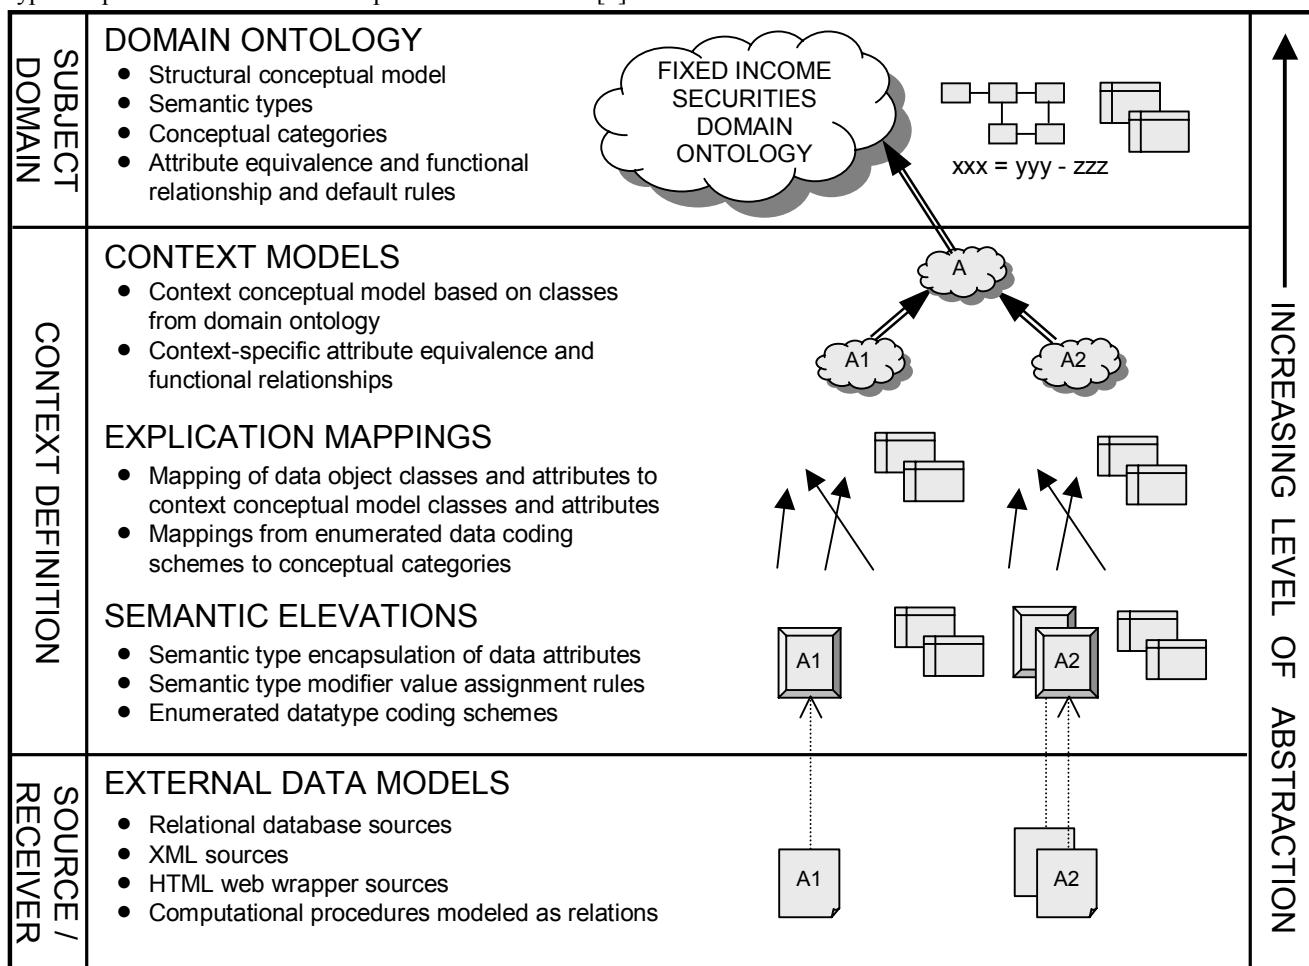 SUBJECT
DOMAIN
DOMAIN ONTOLOGY
• Structural conceptual model
• Semantic types
• Conceptual categories
• Attribute equivalence and functional
relationship and default rules
FIXED INCOME
SECURITIES
DOMAIN
ONTOLOGY
xxx = yyy - zzz
CONTEXT DEFINITION
CONTEXT MODELS
• Context conceptual model based on classes
from domain ontology
• Context-specific attribute equivalence and
functional relationships
A
A1
A2
EXPLICATION MAPPINGS
• Mapping of data object classes and attributes to
context conceptual model classes and attributes
• Mappings from enumerated data coding
schemes to conceptual categories
SEMANTIC ELEVATIONS
• Semantic type encapsulation of data attributes
• Semantic type modifier value assignment rules
• Enumerated datatype coding schemes
A1
A2
SOURCE /
RECEIVER
EXTERNAL DATA MODELS
• Relational database sources
• XML sources
• HTML web wrapper sources
• Computational procedures modeled as relations
A1
A2
INCREASING LEVEL OF ABSTRACTION